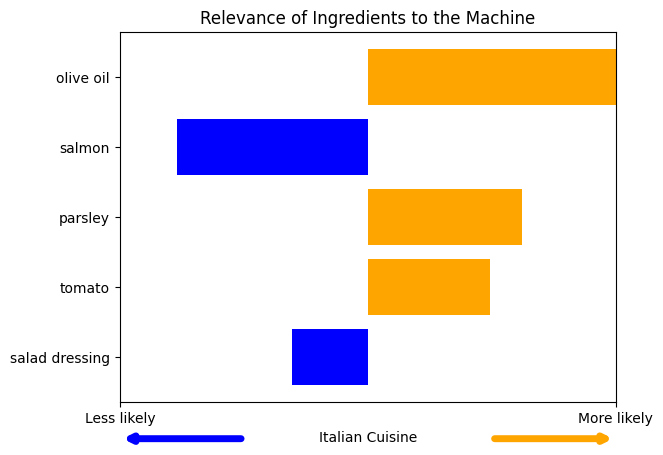 Relevance of Ingredients to the Machine
olive oil
salmon
parsley
tomato
salad dressing
Less likely
More likely
Italian Cuisine